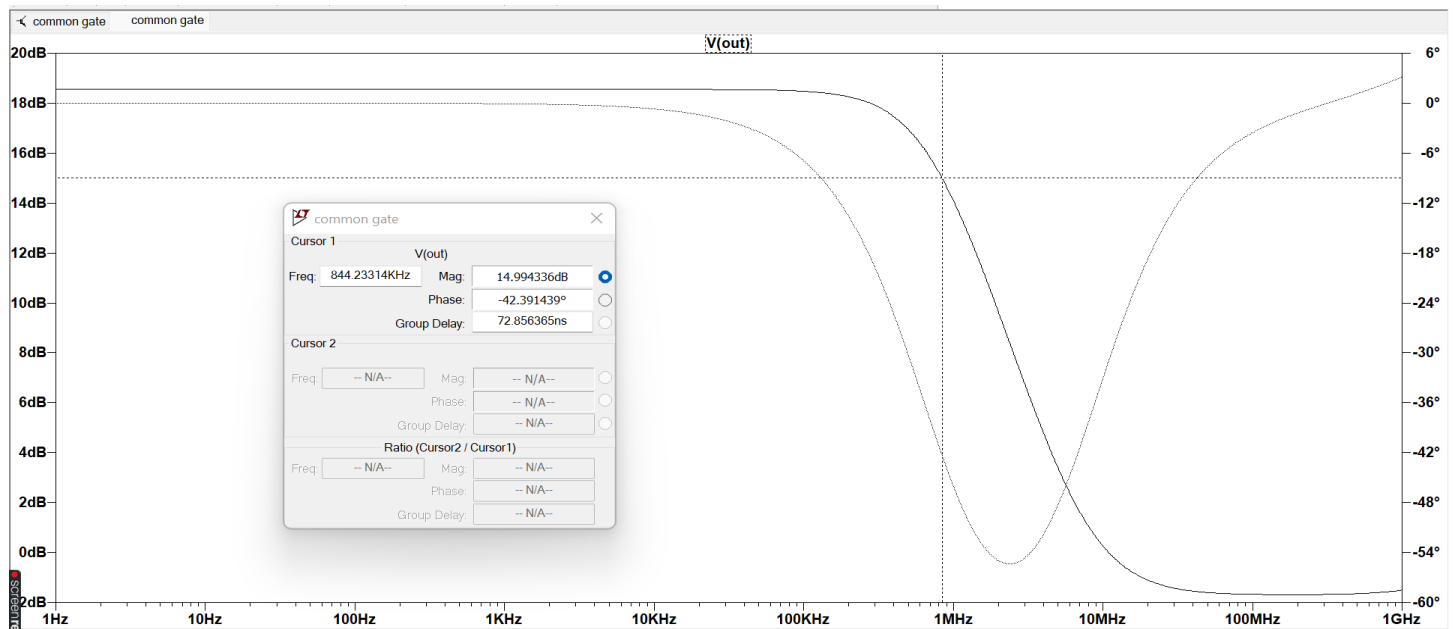 common gate common gate
V(out)
20dB 6°
18dB 0°
16dB -6°
14dB -12°
12dB -18°
10dB -24°
8dB -30°
6dB -36°
4dB -42°
2dB -48°
0dB -54°
2dB -60°
1Hz 10Hz 100Hz 1KHz 10KHz 100KHz 1MHz 10MHz 100MHz 1GHz
common gate
Cursor 1
V(out)
Freq: 844.23314KHz Mag: 14.994336dB
Phase: -42.391439°
Group Delay: 72.856365ns
Cursor 2
Freq: -- N/A-- Mag: -- N/A--
Phase: -- N/A--
Group Delay: -- N/A--
Ratio (Cursor2 / Cursor1)
Freq: -- N/A-- Mag: -- N/A--
Phase: -- N/A--
Group Delay: -- N/A--
screenre